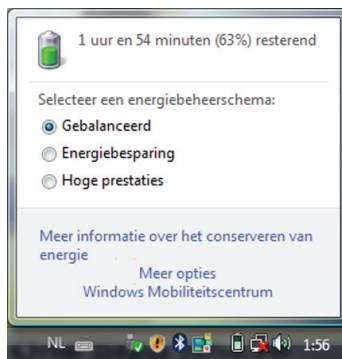 1 uur en 54 minuten (63%) resterend
Selecteer een energiebeheerschema:
Gebalanceerd
Energiebesparing
Hoge prestaties
Meer informatie over het conserveren van
energie
Meer opties
Windows Mobiliteitscentrum
NL 1:56